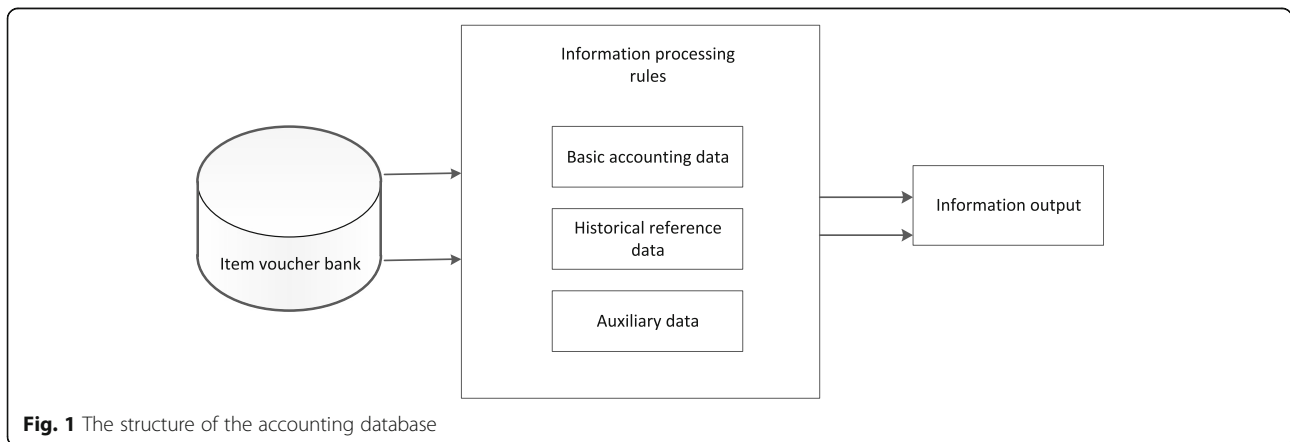 Information processing
rules
Basic accounting data
Historical reference
data
Auxiliary data
Item voucher bank
Information output
Fig. 1 The structure of the accounting database